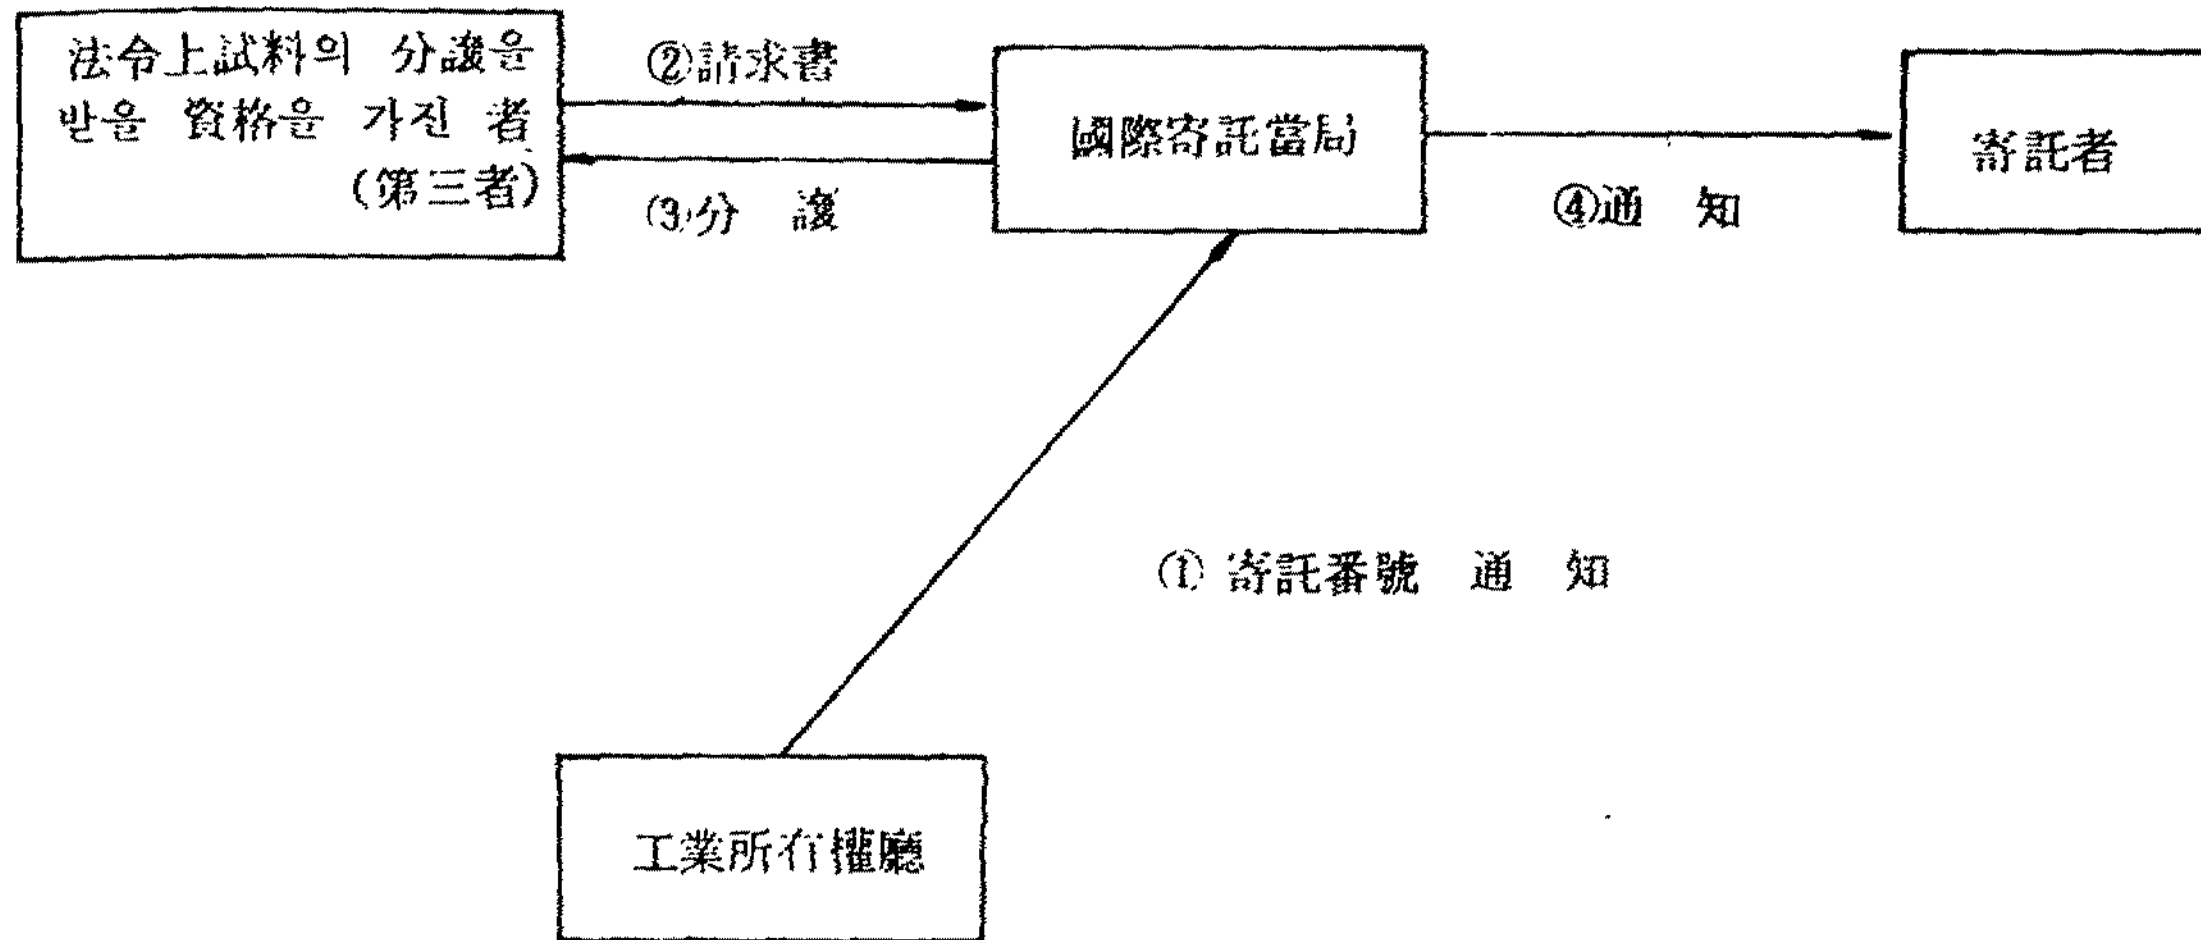 法令上試料의 分讓을
받을 資格을 가진 者
(第三者)
②請求書
③分 讓
國際寄託當局
④通 知
寄託者
① 寄託番號 通 知
工業所有權廳